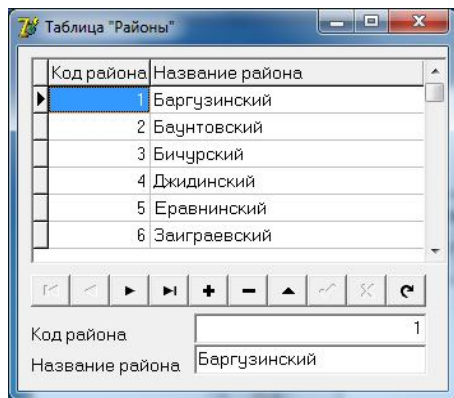 Таблица "Районы"
Код района Название района
1 Баргузинский
2 Баунтовский
3 Бичурский
4 Джидинский
5 Еравнинский
6 Заиграевский
Код района 1
Название района Баргузинский